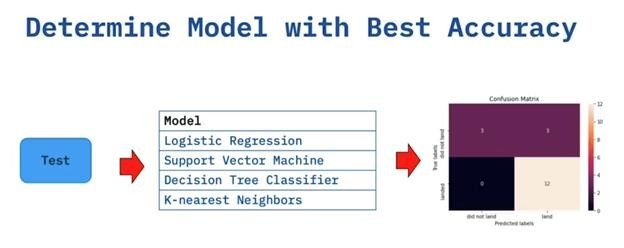 Determine Model with Best Accuracy
Test
Model
Logistic Regression
Support Vector Machine
Decision Tree Classifier
K-nearest Neighbors
Confusion Matrix
True labels
did not land
landed
3 3
0 12
did not land land
Predicted labels
12
10
8
6
4
2
0